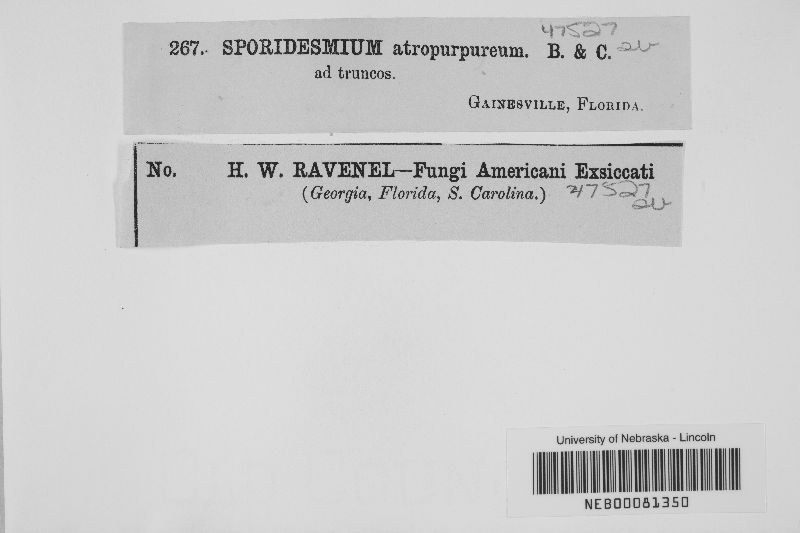 47527
267. SPORIDESMIUM atropurpureum. B. & C.
ad truncos.
GAINESVILLE, FLORIDA.
No. H. W. RAVENEL—Fungi Americani Exsiccati
(Georgia, Florida, S. Carolina.) 47527
University of Nebraska - Lincoln
NEB00081350